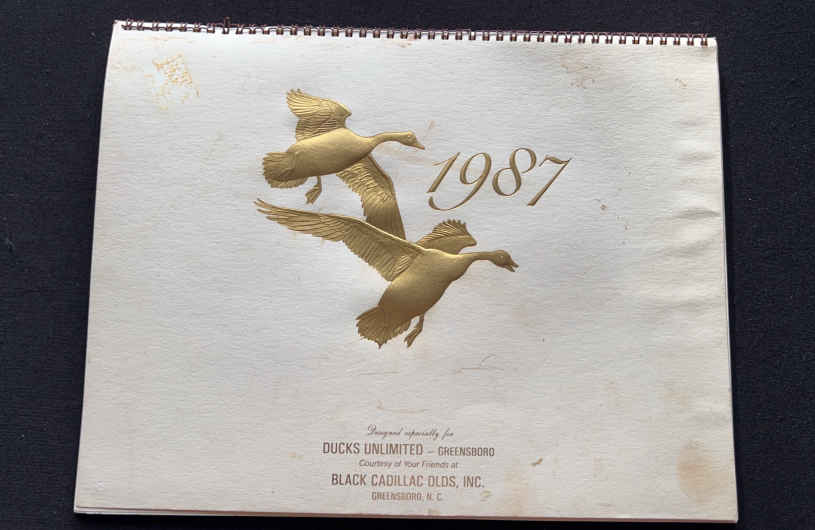 1987
Designed especially for
DUCKS UNLIMITED – GREENSBORO
Courtesy of Your Friends at
BLACK CADILLAC OLDS, INC.
GREENSBORO, N. C.